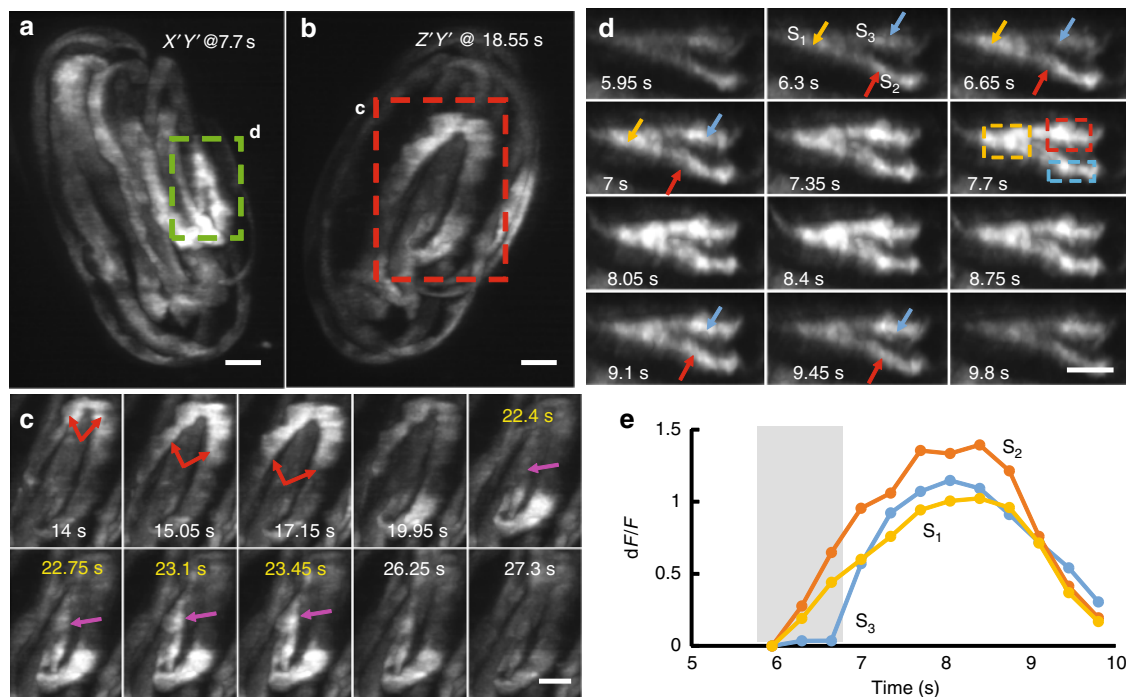 a
X′Y′ @7.7 s
d
b
Z′Y′ @ 18.55 s
c
d
5.95 s
S1
S3
S2
6.3 s
6.65 s
7 s
7.35 s
7.7 s
8.05 s
8.4 s
8.75 s
9.1 s
9.45 s
9.8 s
c
14 s
15.05 s
17.15 s
19.95 s
22.4 s
22.75 s
23.1 s
23.45 s
26.25 s
27.3 s
e
1.5
1
0.5
0
dF/F
S2
S1
S3
5
6
7
8
9
10
Time (s)